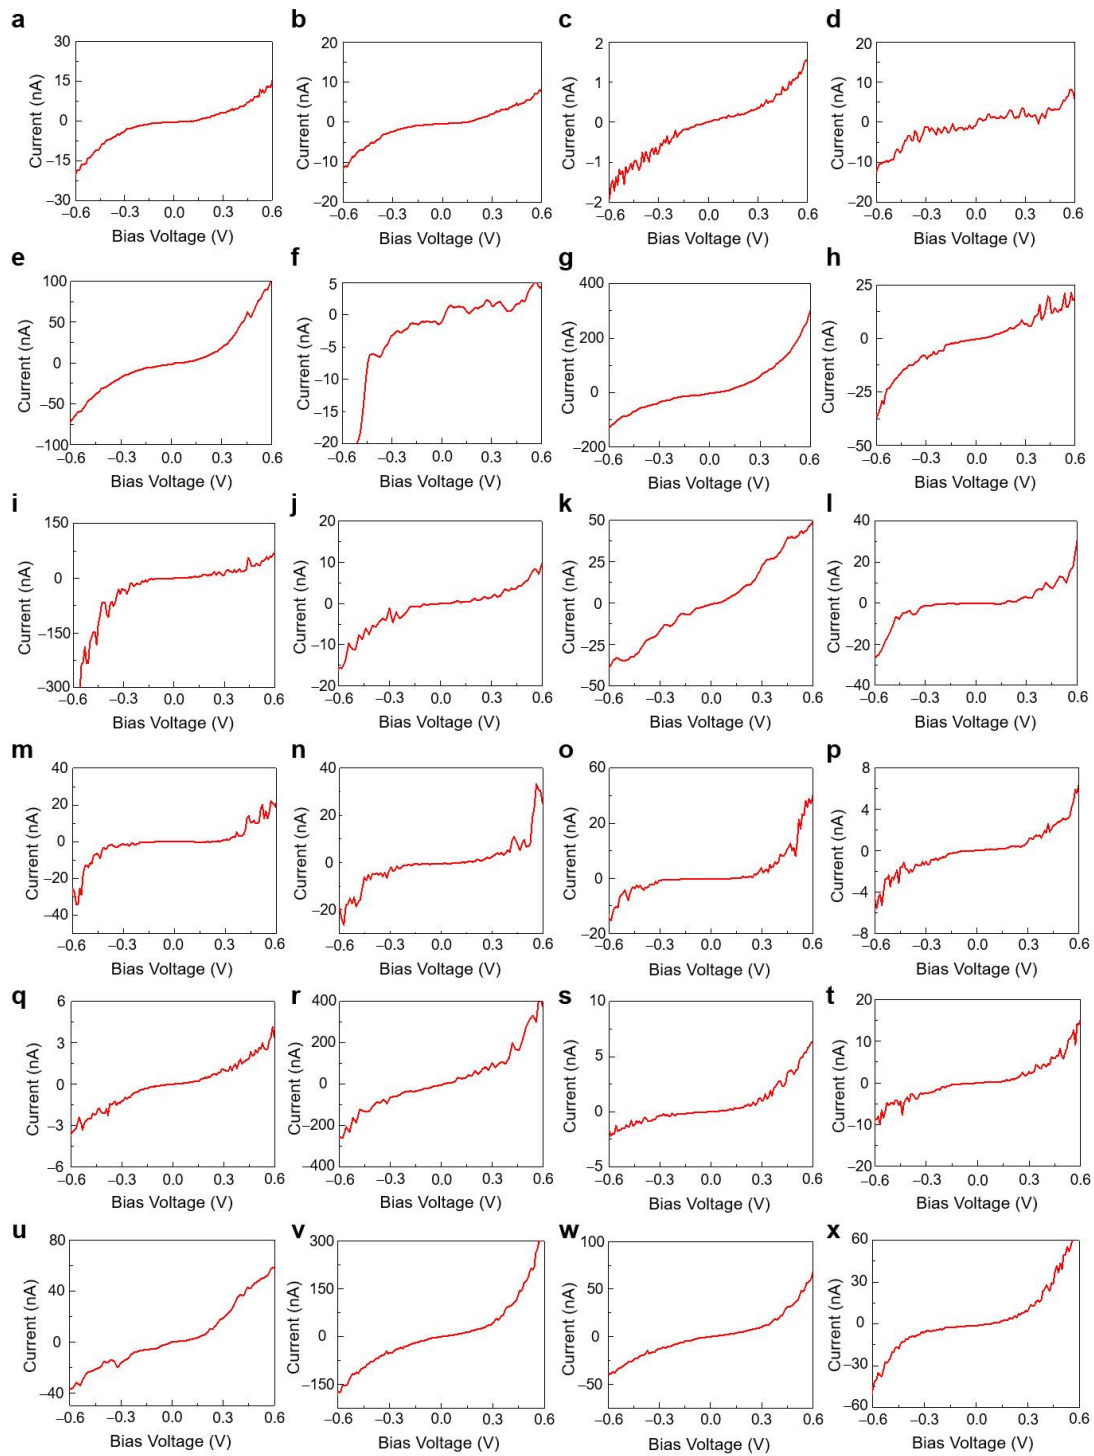 a b c d
30 20 2 20
15 10 1 10
0 0 0 0
−15 −10 −1 −10
−30 −20 −2 −20
Current (nA) Current (nA) Current (nA) Current (nA)
−0.6 −0.3 0.0 0.3 0.6 −0.6 −0.3 0.0 0.3 0.6 −0.6 −0.3 0.0 0.3 0.6 −0.6 −0.3 0.0 0.3 0.6
Bias Voltage (V) Bias Voltage (V) Bias Voltage (V) Bias Voltage (V)
e f g h
100 5 400 25
50 0 200 0
0 −5 0 −25
−50 −10 −200 −50
−100 −15
−20
Current (nA) Current (nA) Current (nA) Current (nA)
−0.6 −0.3 0.0 0.3 0.6 −0.6 −0.3 0.0 0.3 0.6 −0.6 −0.3 0.0 0.3 0.6 −0.6 −0.3 0.0 0.3 0.6
Bias Voltage (V) Bias Voltage (V) Bias Voltage (V) Bias Voltage (V)
i j k l
150 20 50 40
0 10 25 20
−150 0 0 0
−300 −10 −25 −20
−20 −50 −40
Current (nA) Current (nA) Current (nA) Current (nA)
−0.6 −0.3 0.0 0.3 0.6 −0.6 −0.3 0.0 0.3 0.6 −0.6 −0.3 0.0 0.3 0.6 −0.6 −0.3 0.0 0.3 0.6
Bias Voltage (V) Bias Voltage (V) Bias Voltage (V) Bias Voltage (V)
m n o p
40 40 60 8
20 20 20 4
0 0 0 0
−20 −20 −20 −4
−40 −8
Current (nA) Current (nA) Current (nA) Current (nA)
−0.6 −0.3 0.0 0.3 0.6 −0.6 −0.3 0.0 0.3 0.6 −0.6 −0.3 0.0 0.3 0.6 −0.6 −0.3 0.0 0.3 0.6
Bias Voltage (V) Bias Voltage (V) Bias Voltage (V) Bias Voltage (V)
q r s t
6 400 10 20
3 200 5 10
0 0 0 0
−3 −200 −5 −10
−6 −400 −20
Current (nA) Current (nA) Current (nA) Current (nA)
−0.6 −0.3 0.0 0.3 0.6 −0.6 −0.3 0.0 0.3 0.6 −0.6 −0.3 0.0 0.3 0.6 −0.6 −0.3 0.0 0.3 0.6
Bias Voltage (V) Bias Voltage (V) Bias Voltage (V) Bias Voltage (V)
u v w x
80 300 100 60
40 150 50 30
0 0 0 0
−40 −150 −50 −30
−60
Current (nA) Current (nA) Current (nA) Current (nA)
−0.6 −0.3 0.0 0.3 0.6 −0.6 −0.3 0.0 0.3 0.6 −0.6 −0.3 0.0 0.3 0.6 −0.6 −0.3 0.0 0.3 0.6
Bias Voltage (V) Bias Voltage (V) Bias Voltage (V) Bias Voltage (V)